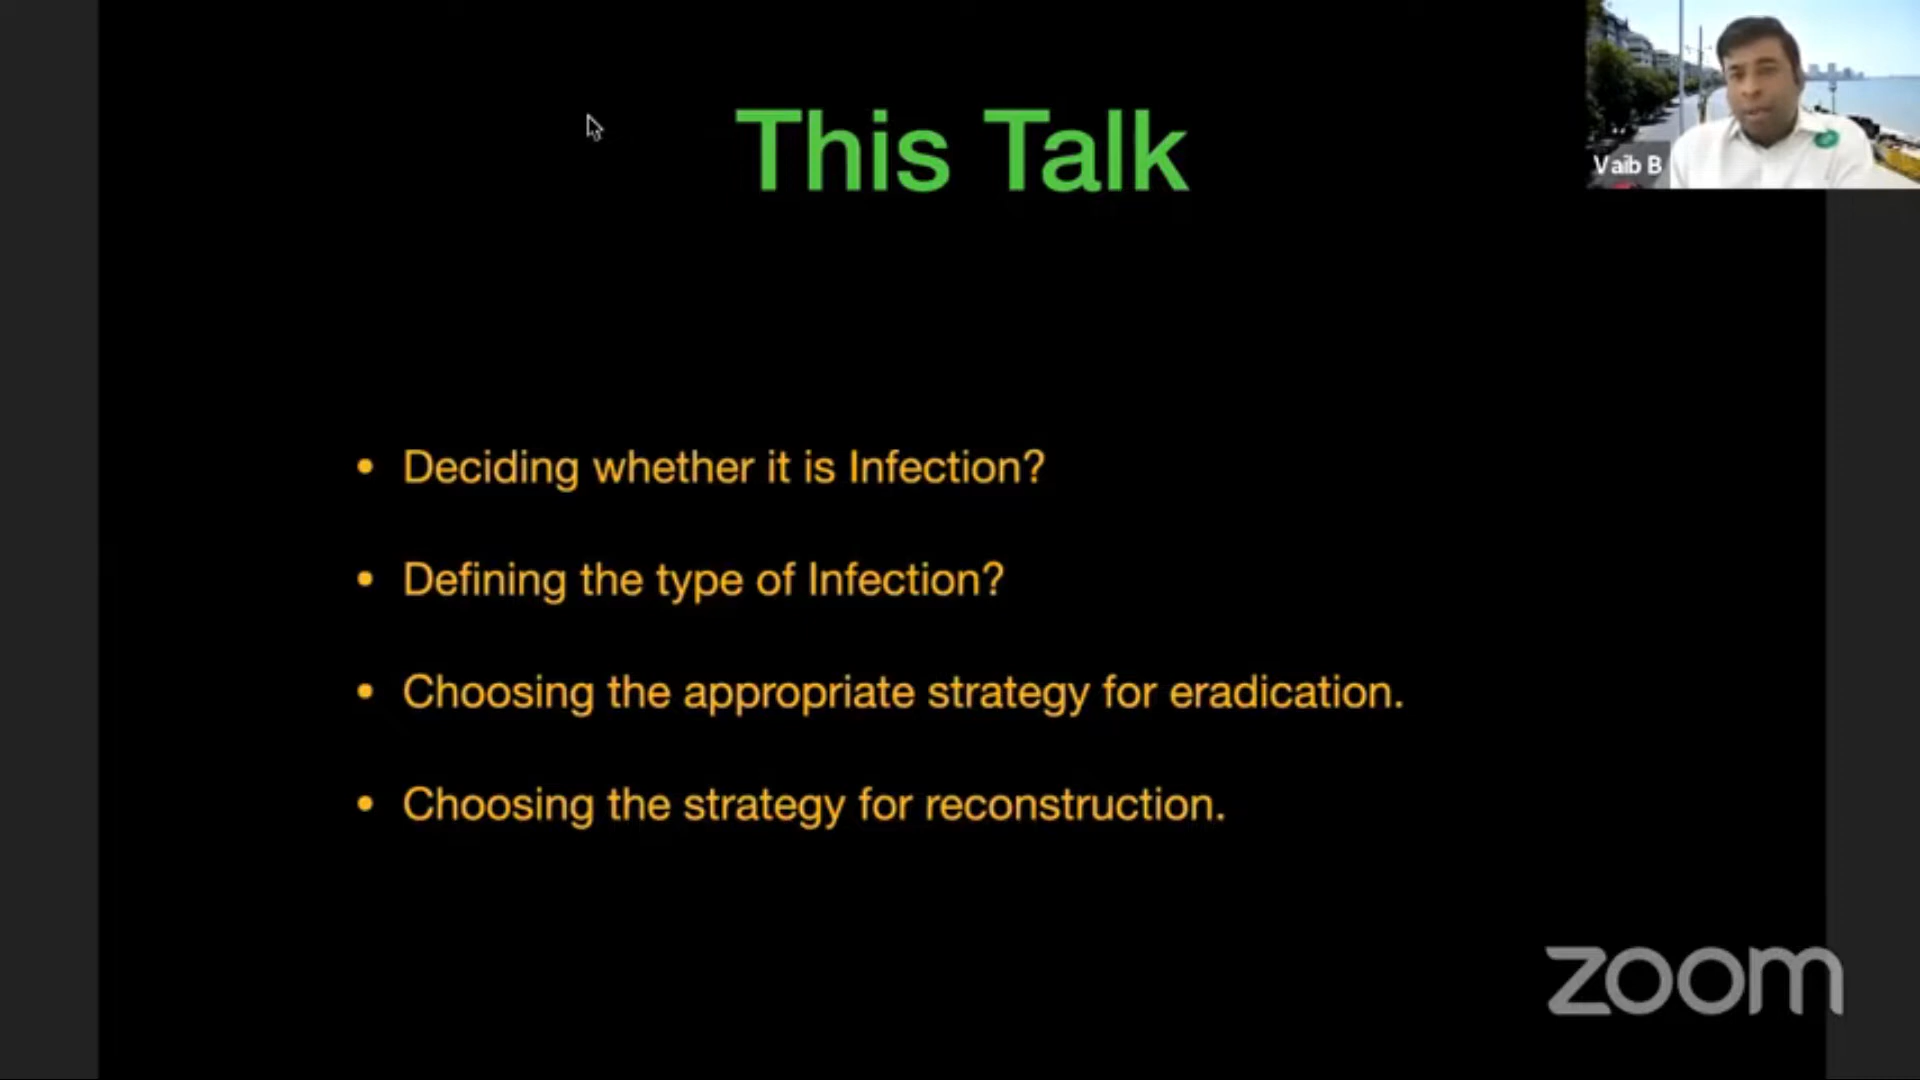 This Talk
Vaib B
• Deciding whether it is Infection?
• Defining the type of Infection?
• Choosing the appropriate strategy for eradication.
• Choosing the strategy for reconstruction.
zoom